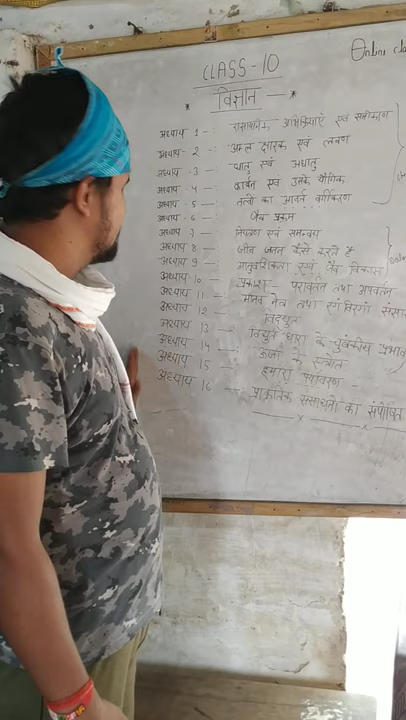 Online cla
CLASS-10
* विज्ञान — *
अध्याय 1 -: रासायनिक अभिक्रियाएं एवं समीकरण
अध्याय - 2 -: अम्ल क्षारक एवं लवण
अध्याय - 3 -: धातु एवं अधातु
अध्याय - 4 -: कार्बन एवं उसके यौगिक
अध्याय - 5 -: तत्वों का आवर्त वर्गीकरण
अध्याय - 6 -: जैव प्रक्रम
अध्याय 7 -: नियंत्रण एवं समन्वय
अध्याय 8 — जीव जनन कैसे करते है
अध्याय 9 — आनुवंशिकता एवं जैव विकास
अध्याय 10 — प्रकाश - परावर्तन तथा अपवर्तन
अध्याय 11 — मानव नेत्र तथा रंगबिरंगा संसार
अध्याय 12 — विद्युत
अध्याय 13 — विद्युत धारा के चुंबकीय प्रभाव
अध्याय 14 — ऊर्जा के स्त्रोत
अध्याय 15 — हमारा पर्यावरण -
अध्याय 16 — प्राकृतिक संसाधनो का संपोषित